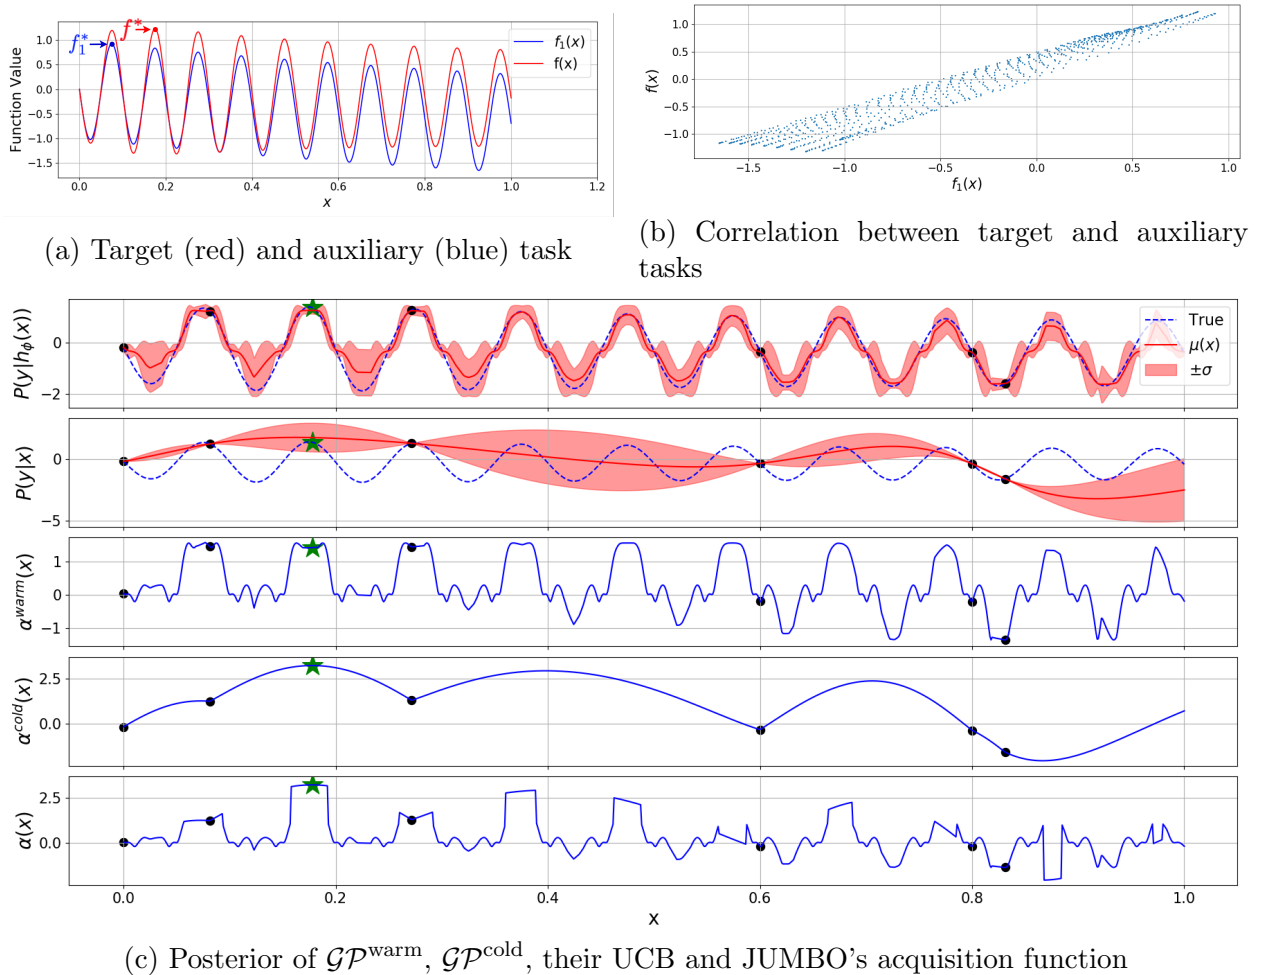 f₁*
f*
f₁(x)
f(x)
Function Value
1.0
0.5
0.0
−0.5
−1.0
−1.5
0.0 0.2 0.4 0.6 0.8 1.0 1.2
x
(a) Target (red) and auxiliary (blue) task
f(x)
1.0
0.5
0.0
−0.5
−1.0
−1.5 −1.0 −0.5 0.0 0.5 1.0
f₁(x)
(b) Correlation between target and auxiliary
tasks
P(y|hϕ(x))
0
−2
True
μ(x)
±σ
P(y|x)
0
−5
α^warm(x)
1
0
−1
α^cold(x)
2.5
0.0
α(x)
2.5
0.0
0.0 0.2 0.4 0.6 0.8 1.0
x
(c) Posterior of 𝒢𝒫^warm, 𝒢𝒫^cold, their UCB and JUMBO's acquisition function